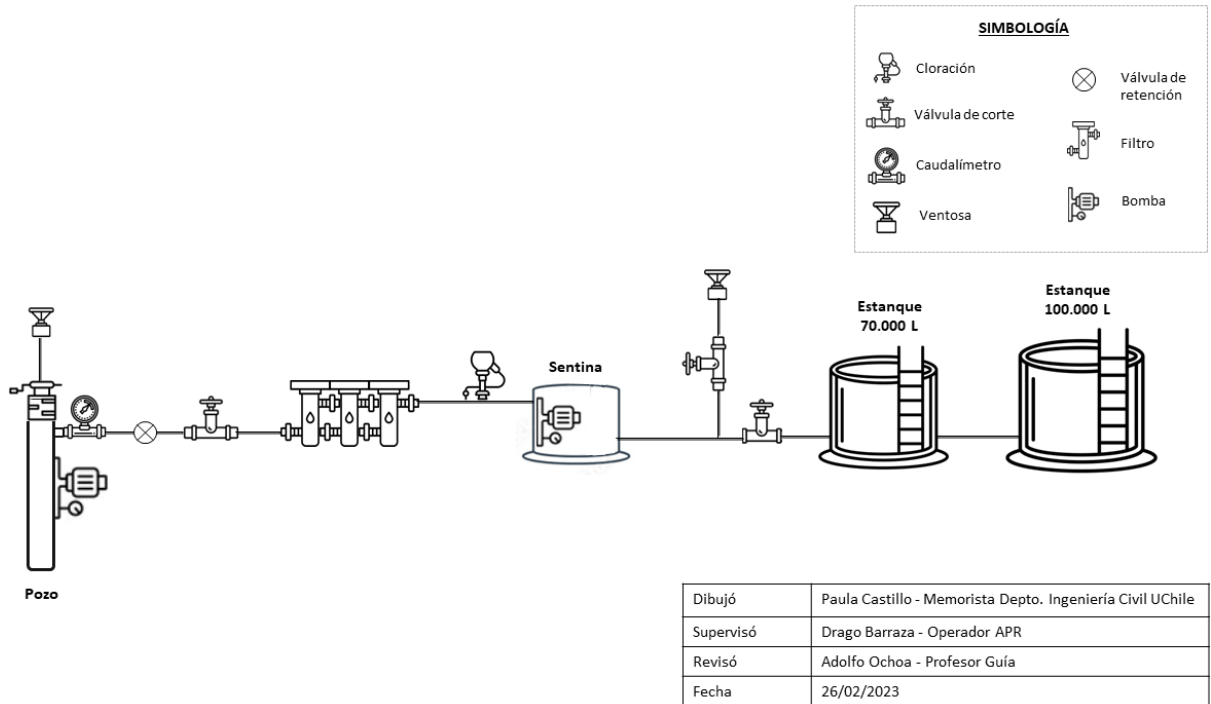 SIMBOLOGÍA
Cloración
Válvula de corte
Caudalímetro
Ventosa
Válvula de
retención
Filtro
Bomba
Estanque
70.000 L
Estanque
100.000 L
Sentina
Pozo
Dibujó Paula Castillo - Memorista Depto. Ingeniería Civil UChile
Supervisó Drago Barraza - Operador APR
Revisó Adolfo Ochoa - Profesor Guía
Fecha 26/02/2023